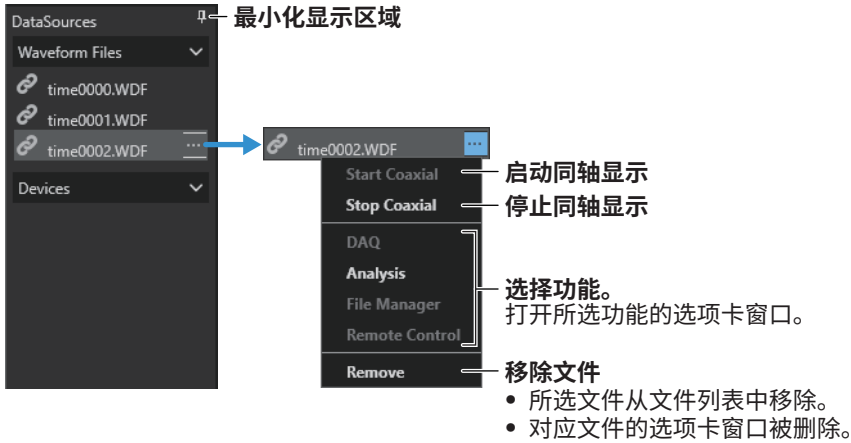 DataSources
最小化显示区域
Waveform Files
time0000.WDF
time0001.WDF
time0002.WDF ...
Devices
time0002.WDF ...
Start Coaxial
启动同轴显示
Stop Coaxial
停止同轴显示
DAQ
Analysis
File Manager
Remote Control
选择功能。
打开所选功能的选项卡窗口。
Remove
移除文件
• 所选文件从文件列表中移除。
• 对应文件的选项卡窗口被删除。